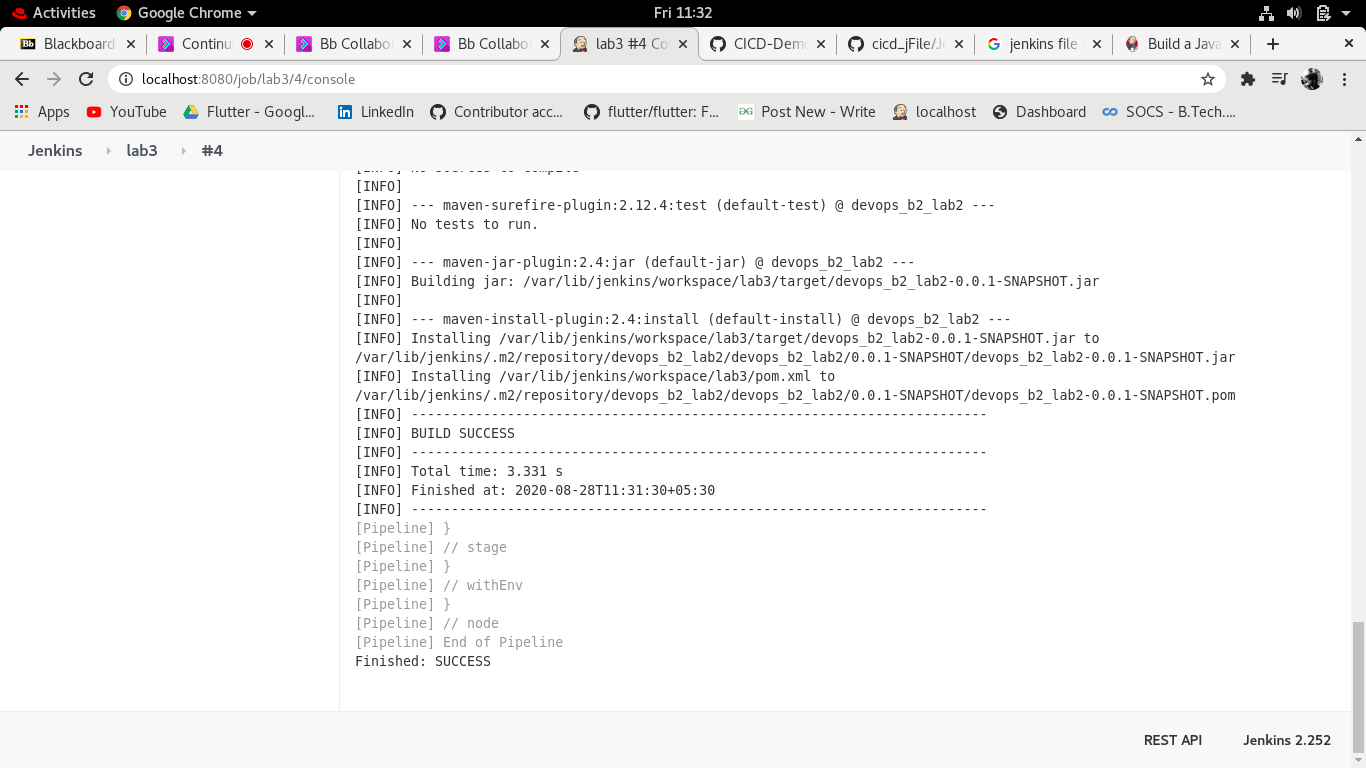 Activities Google Chrome Fri 11:32
Bb Blackboard Continu Bb Collabo Bb Collabo lab3 #4 Co CICD-Demo cicd_jFile/Je jenkins file Build a Java
localhost:8080/job/lab3/4/console
Apps YouTube Flutter - Googl... LinkedIn Contributor acc... flutter/flutter: F... Post New - Write localhost Dashboard SOCS - B.Tech....
Jenkins lab3 #4
[INFO] No sources to compile
[INFO]
[INFO] --- maven-surefire-plugin:2.12.4:test (default-test) @ devops_b2_lab2 ---
[INFO] No tests to run.
[INFO]
[INFO] --- maven-jar-plugin:2.4:jar (default-jar) @ devops_b2_lab2 ---
[INFO] Building jar: /var/lib/jenkins/workspace/lab3/target/devops_b2_lab2-0.0.1-SNAPSHOT.jar
[INFO]
[INFO] --- maven-install-plugin:2.4:install (default-install) @ devops_b2_lab2 ---
[INFO] Installing /var/lib/jenkins/workspace/lab3/target/devops_b2_lab2-0.0.1-SNAPSHOT.jar to
/var/lib/jenkins/.m2/repository/devops_b2_lab2/devops_b2_lab2/0.0.1-SNAPSHOT/devops_b2_lab2-0.0.1-SNAPSHOT.jar
[INFO] Installing /var/lib/jenkins/workspace/lab3/pom.xml to
/var/lib/jenkins/.m2/repository/devops_b2_lab2/devops_b2_lab2/0.0.1-SNAPSHOT/devops_b2_lab2-0.0.1-SNAPSHOT.pom
[INFO] ------------------------------------------------------------------------
[INFO] BUILD SUCCESS
[INFO] ------------------------------------------------------------------------
[INFO] Total time: 3.331 s
[INFO] Finished at: 2020-08-28T11:31:30+05:30
[INFO] ------------------------------------------------------------------------
[Pipeline] }
[Pipeline] // stage
[Pipeline] }
[Pipeline] // withEnv
[Pipeline] }
[Pipeline] // node
[Pipeline] End of Pipeline
Finished: SUCCESS
REST API Jenkins 2.252